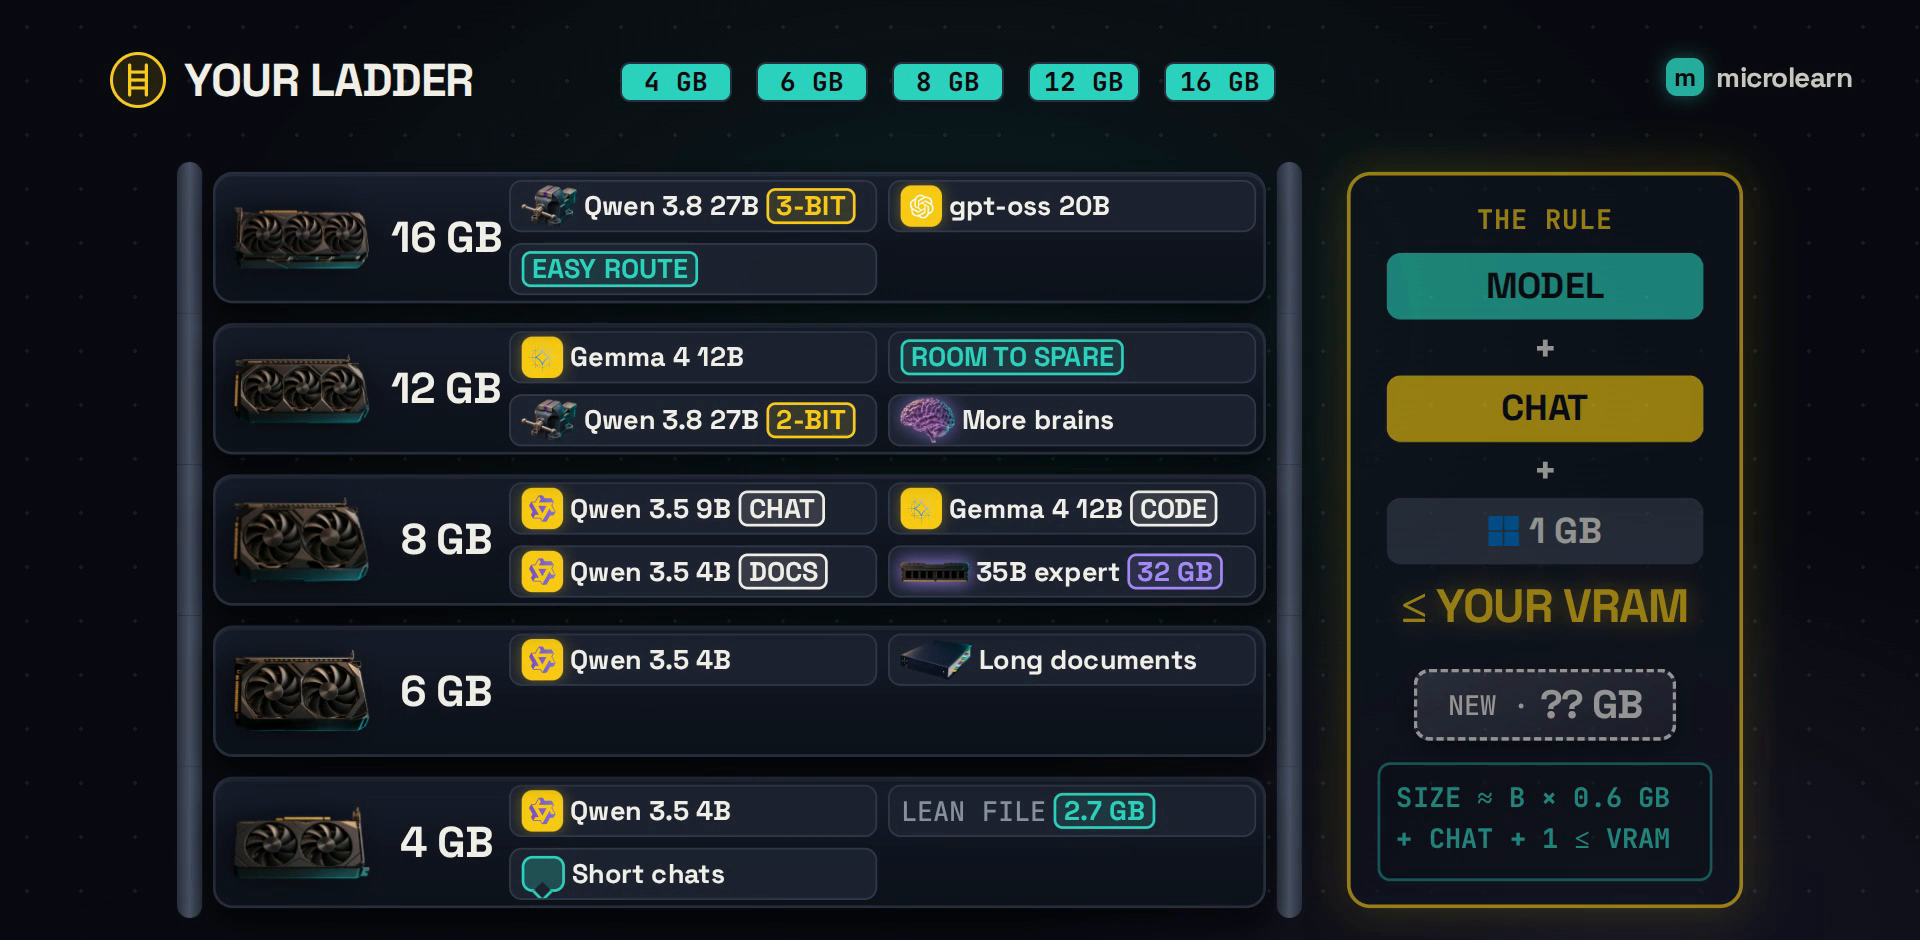 YOUR LADDER
4 GB
6 GB
8 GB
12 GB
16 GB
m microlearn
16 GB
Qwen 3.8 27B 3-BIT
gpt-oss 20B
EASY ROUTE
12 GB
Gemma 4 12B
ROOM TO SPARE
Qwen 3.8 27B 2-BIT
More brains
8 GB
Qwen 3.5 9B CHAT
Gemma 4 12B CODE
Qwen 3.5 4B DOCS
35B expert 32 GB
6 GB
Qwen 3.5 4B
Long documents
4 GB
Qwen 3.5 4B
LEAN FILE 2.7 GB
Short chats
THE RULE
MODEL
+
CHAT
+
1 GB
≤ YOUR VRAM
NEW · ?? GB
SIZE ≈ B × 0.6 GB
+ CHAT + 1 ≤ VRAM